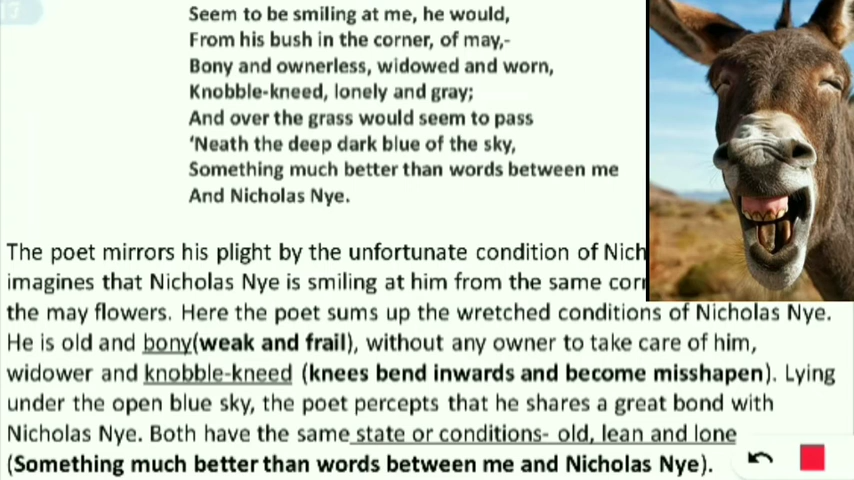 Seem to be smiling at me, he would,
From his bush in the corner, of may,-
Bony and ownerless, widowed and worn,
Knobble-kneed, lonely and gray;
And over the grass would seem to pass
‘Neath the deep dark blue of the sky,
Something much better than words between me
And Nicholas Nye.
The poet mirrors his plight by the unfortunate condition of Nich
imagines that Nicholas Nye is smiling at him from the same corn
the may flowers. Here the poet sums up the wretched conditions of Nicholas Nye.
He is old and bony(weak and frail), without any owner to take care of him,
widower and knobble-kneed (knees bend inwards and become misshapen). Lying
under the open blue sky, the poet percepts that he shares a great bond with
Nicholas Nye. Both have the same state or conditions- old, lean and lone
(Something much better than words between me and Nicholas Nye).